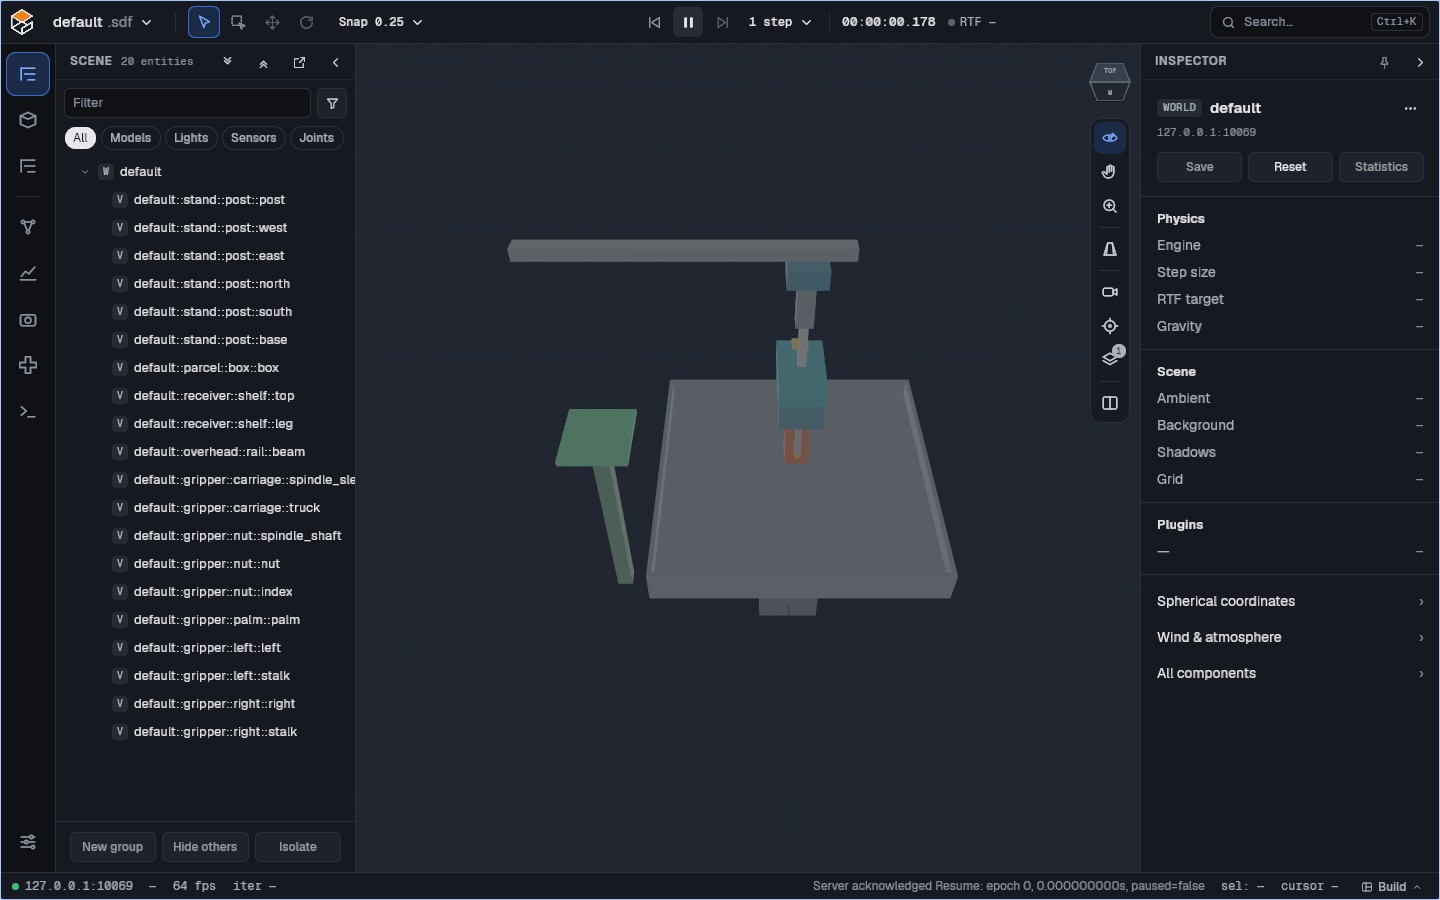 default .sdf
Snap 0.25
1 step
00:00:00.178
RTF –
Search...
Ctrl+K
SCENE 20 entities
Filter
All
Models
Lights
Sensors
Joints
W default
V default::stand::post::post
V default::stand::post::west
V default::stand::post::east
V default::stand::post::north
V default::stand::post::south
V default::stand::post::base
V default::parcel::box::box
V default::receiver::shelf::top
V default::receiver::shelf::leg
V default::overhead::rail::beam
V default::gripper::carriage::spindle_sle
V default::gripper::carriage::truck
V default::gripper::nut::spindle_shaft
V default::gripper::nut::nut
V default::gripper::nut::index
V default::gripper::palm::palm
V default::gripper::left::left
V default::gripper::left::stalk
V default::gripper::right::right
V default::gripper::right::stalk
New group
Hide others
Isolate
TOP
1
INSPECTOR
WORLD default
127.0.0.1:10069
Save
Reset
Statistics
Physics
Engine –
Step size –
RTF target –
Gravity –
Scene
Ambient –
Background –
Shadows –
Grid –
Plugins
— –
Spherical coordinates ›
Wind & atmosphere ›
All components ›
127.0.0.1:10069 – 64 fps iter –
Server acknowledged Resume: epoch 0, 0.000000000s, paused=false sel: – cursor – Build